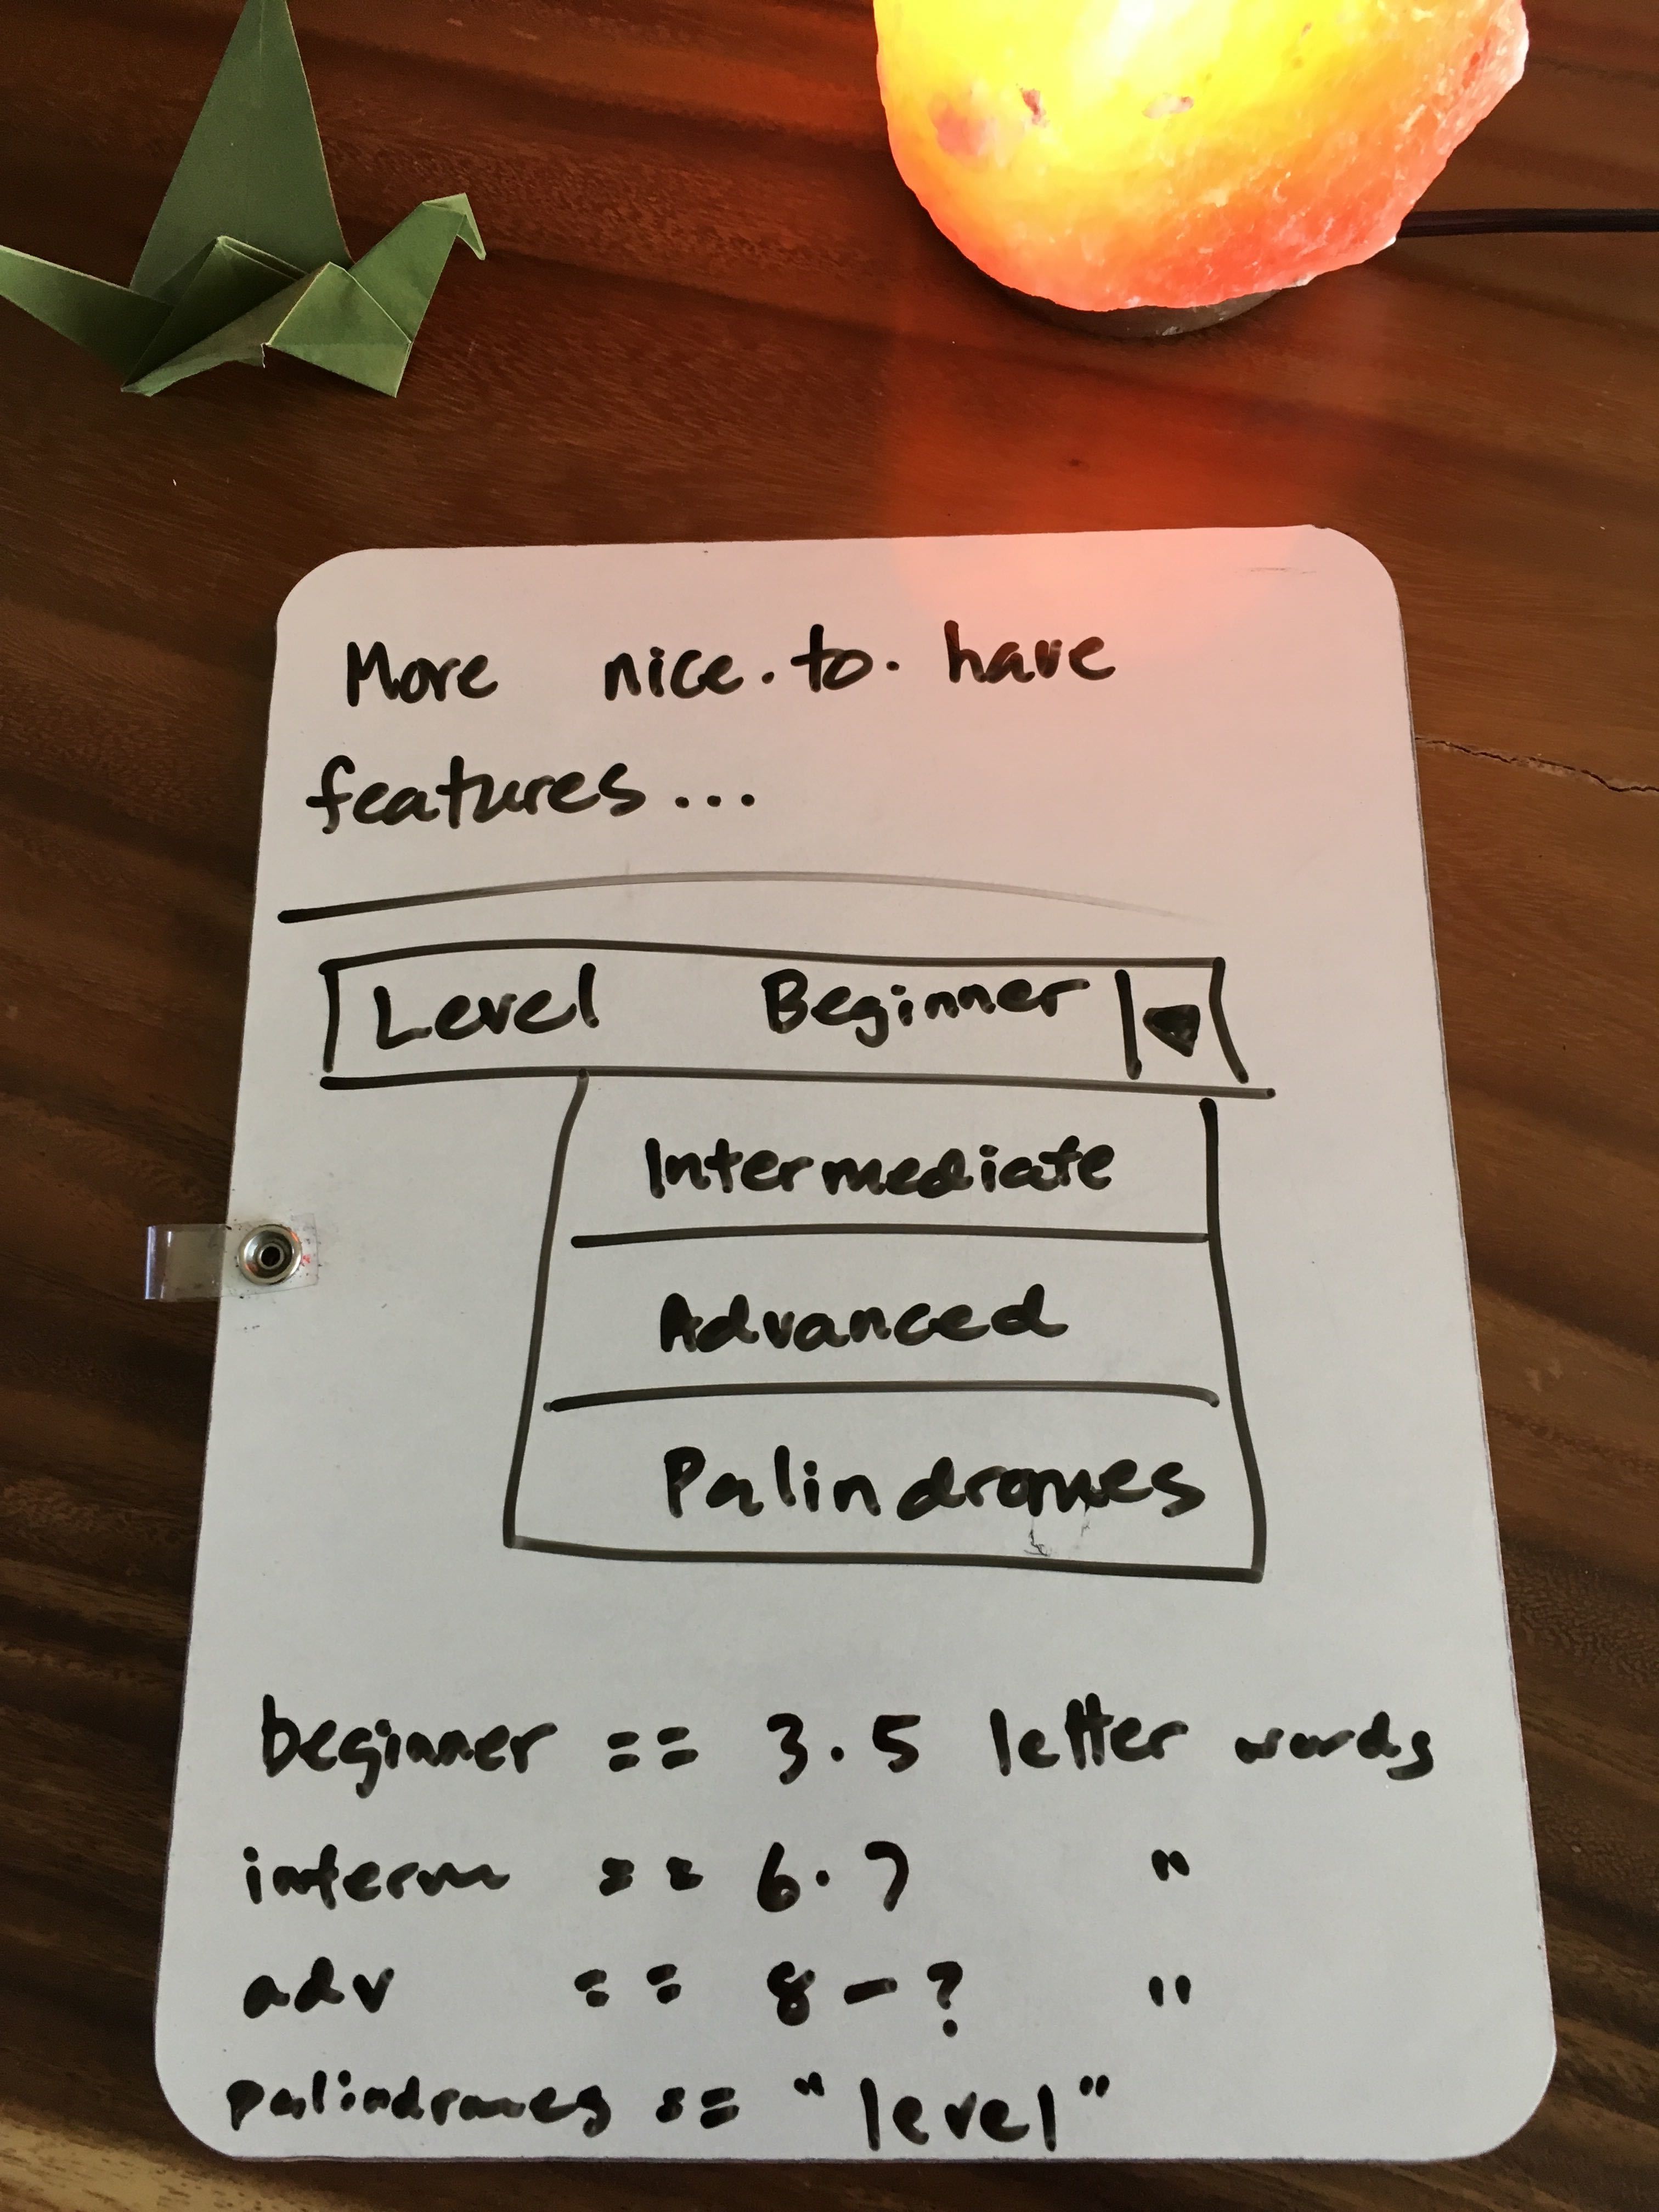 More nice-to-have
features...
Level Beginner
Intermediate
Advanced
Palindromes
beginner == 3-5 letter words
interm == 6-7 "
adv == 8-? "
palindromes == "level"